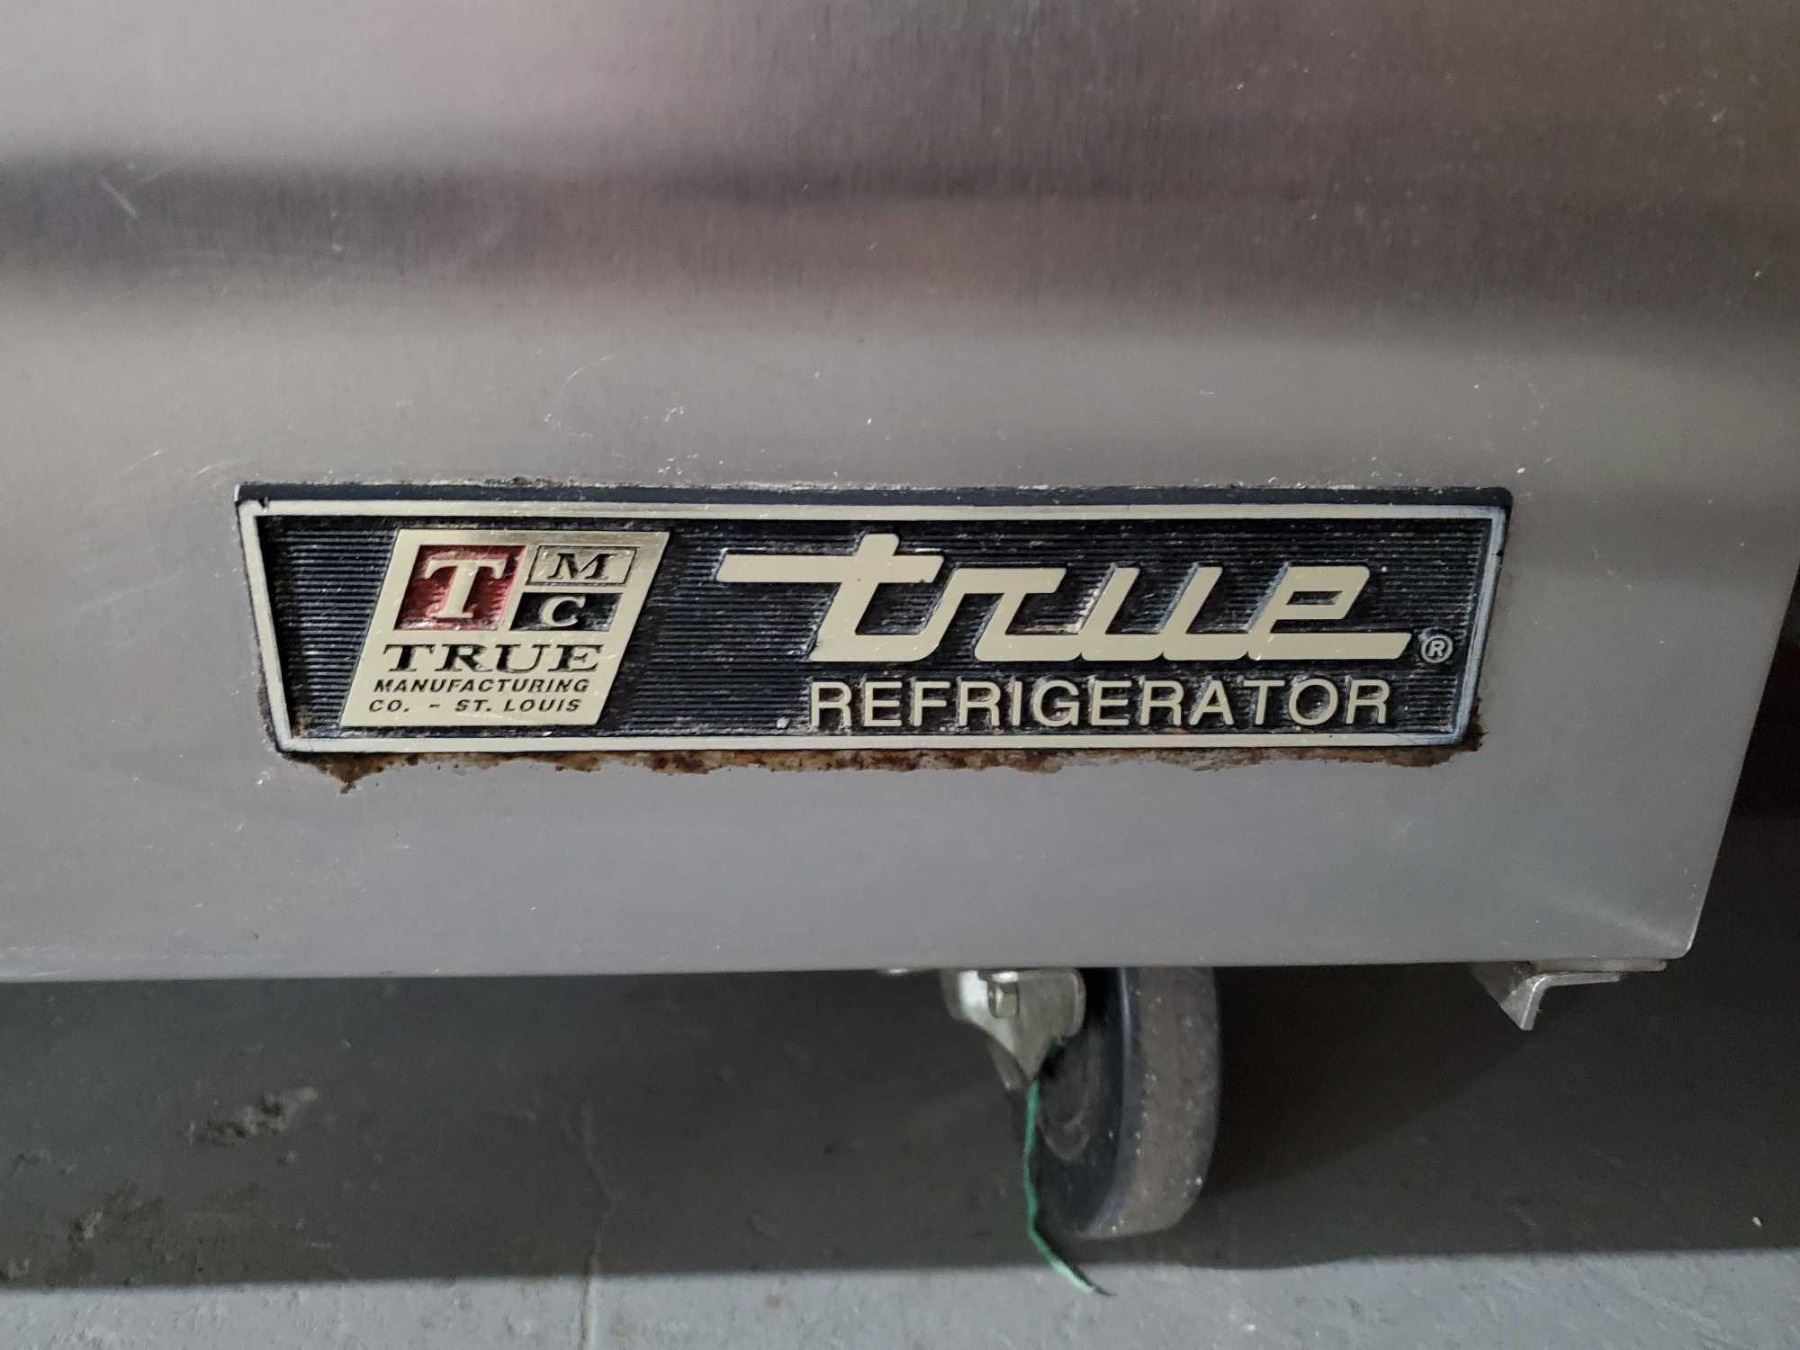 T M
C
TRUE
MANUFACTURING
CO. - ST. LOUIS
true®
REFRIGERATOR